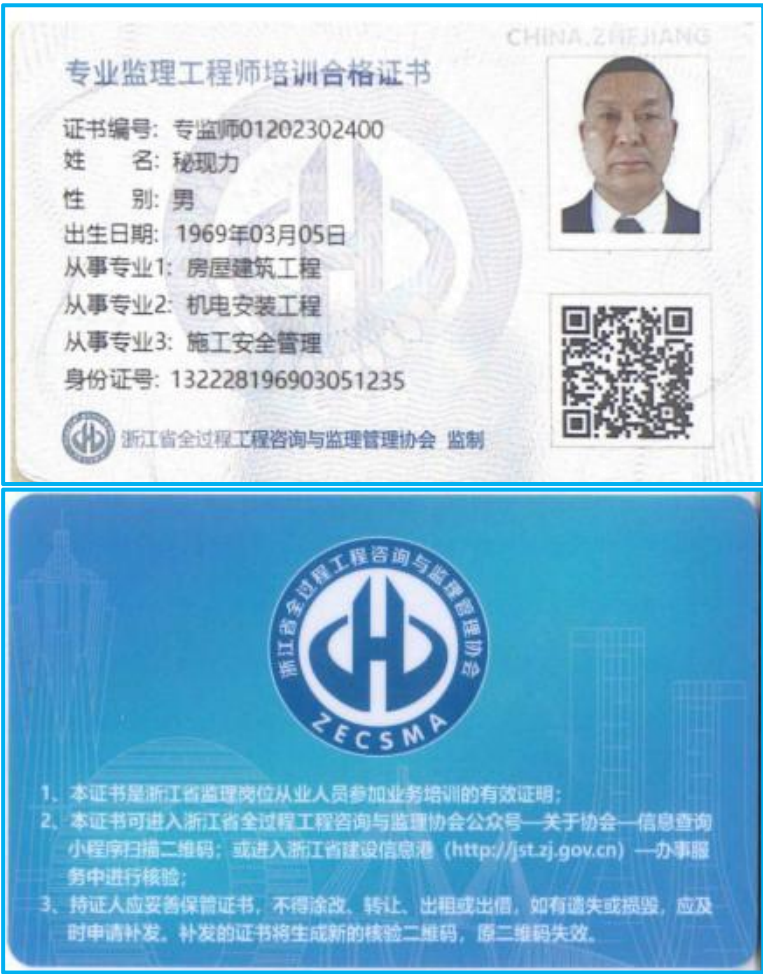 CHINA,ZHEJIANG
专业监理工程师培训合格证书
证书编号: 专监师01202302400
姓 名: 秘现力
性 别: 男
出生日期: 1969年03月05日
从事专业1: 房屋建筑工程
从事专业2: 机电安装工程
从事专业3: 施工安全管理
身份证号: 132228196903051235
浙江省全过程工程咨询与监理管理协会 监制
浙江省全过程工程咨询与监理管理协会
ZECSMA
1、本证书是浙江省监理岗位从业人员参加业务培训的有效证明;
2、本证书可进入浙江省全过程工程咨询与监理协会公众号—关于协会—信息查询
小程序扫描二维码; 或进入浙江省建设信息港 (http://jst.zj.gov.cn) —办事服
务中进行核验;
3、持证人应妥善保管证书, 不得涂改、转让、出租或出借, 如有遗失或损毁, 应及
时申请补发。补发的证书将生成新的核验二维码, 原二维码失效。